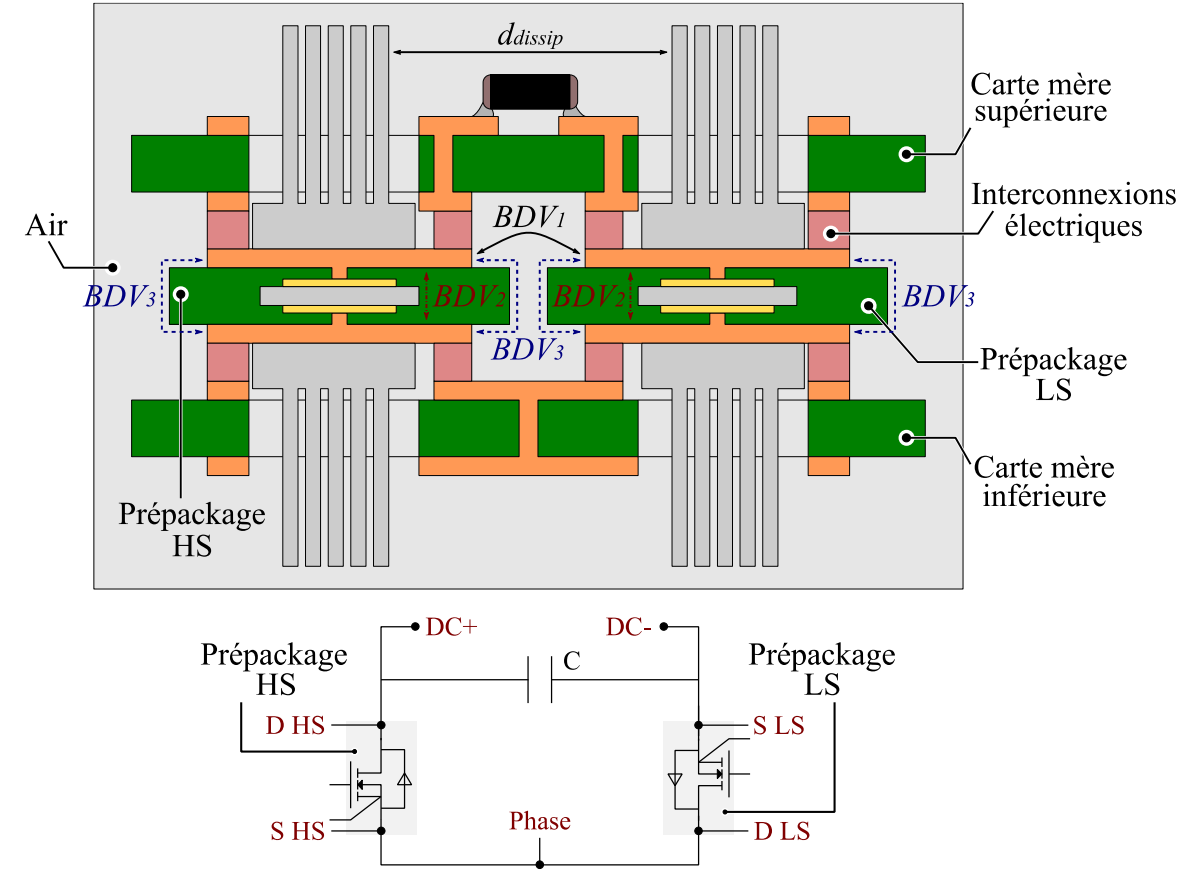 ddissip
Carte mère
supérieure
Interconnexions
électriques
Air
BDV1
BDV3
BDV2
BDV2
BDV3
BDV3
Prépackage
LS
Prépackage
HS
Carte mère
inférieure
DC+
DC-
Prépackage
HS
C
Prépackage
LS
D HS
S LS
S HS
Phase
D LS